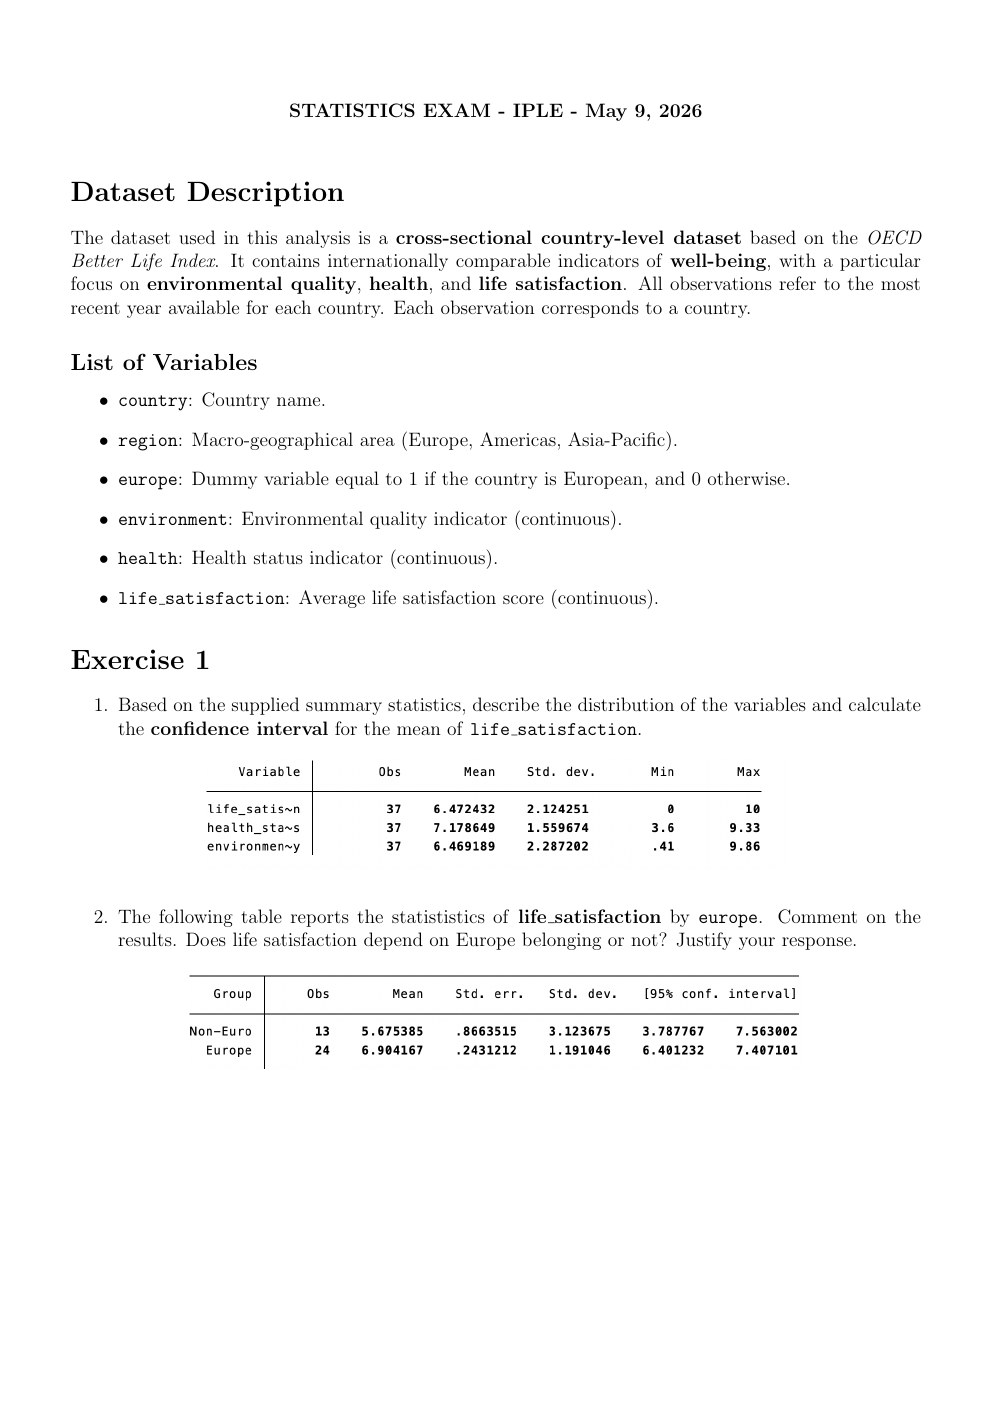 STATISTICS EXAM - IPLE - May 9, 2026
Dataset Description
The dataset used in this analysis is a cross-sectional country-level dataset based on the OECD
Better Life Index. It contains internationally comparable indicators of well-being, with a particular
focus on environmental quality, health, and life satisfaction. All observations refer to the most
recent year available for each country. Each observation corresponds to a country.
List of Variables
• country: Country name.
• region: Macro-geographical area (Europe, Americas, Asia-Pacific).
• europe: Dummy variable equal to 1 if the country is European, and 0 otherwise.
• environment: Environmental quality indicator (continuous).
• health: Health status indicator (continuous).
• life_satisfaction: Average life satisfaction score (continuous).
Exercise 1
1. Based on the supplied summary statistics, describe the distribution of the variables and calculate
the confidence interval for the mean of life_satisfaction.
Variable Obs Mean Std. dev. Min Max
life_satis~n 37 6.472432 2.124251 0 10
health_sta~s 37 7.178649 1.559674 3.6 9.33
environmen~y 37 6.469189 2.287202 .41 9.86
2. The following table reports the statististics of life_satisfaction by europe. Comment on the
results. Does life satisfaction depend on Europe belonging or not? Justify your response.
Group Obs Mean Std. err. Std. dev. [95% conf. interval]
Non-Euro 13 5.675385 .8663515 3.123675 3.787767 7.563002
Europe 24 6.904167 .2431212 1.191046 6.401232 7.407101